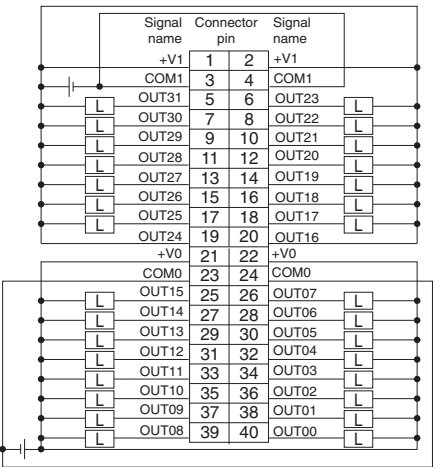 Signal name Connector pin Signal name
+V1 1 2 +V1
COM1 3 4 COM1
OUT31 5 6 OUT23
L L
OUT30 7 8 OUT22
L L
OUT29 9 10 OUT21
L L
OUT28 11 12 OUT20
L L
OUT27 13 14 OUT19
L L
OUT26 15 16 OUT18
L L
OUT25 17 18 OUT17
L L
OUT24 19 20 OUT16
+V0 21 22 +V0
COM0 23 24 COM0
OUT15 25 26 OUT07
L L
OUT14 27 28 OUT06
L L
OUT13 29 30 OUT05
L L
OUT12 31 32 OUT04
L L
OUT11 33 34 OUT03
L L
OUT10 35 36 OUT02
L L
OUT09 37 38 OUT01
L L
OUT08 39 40 OUT00
L L